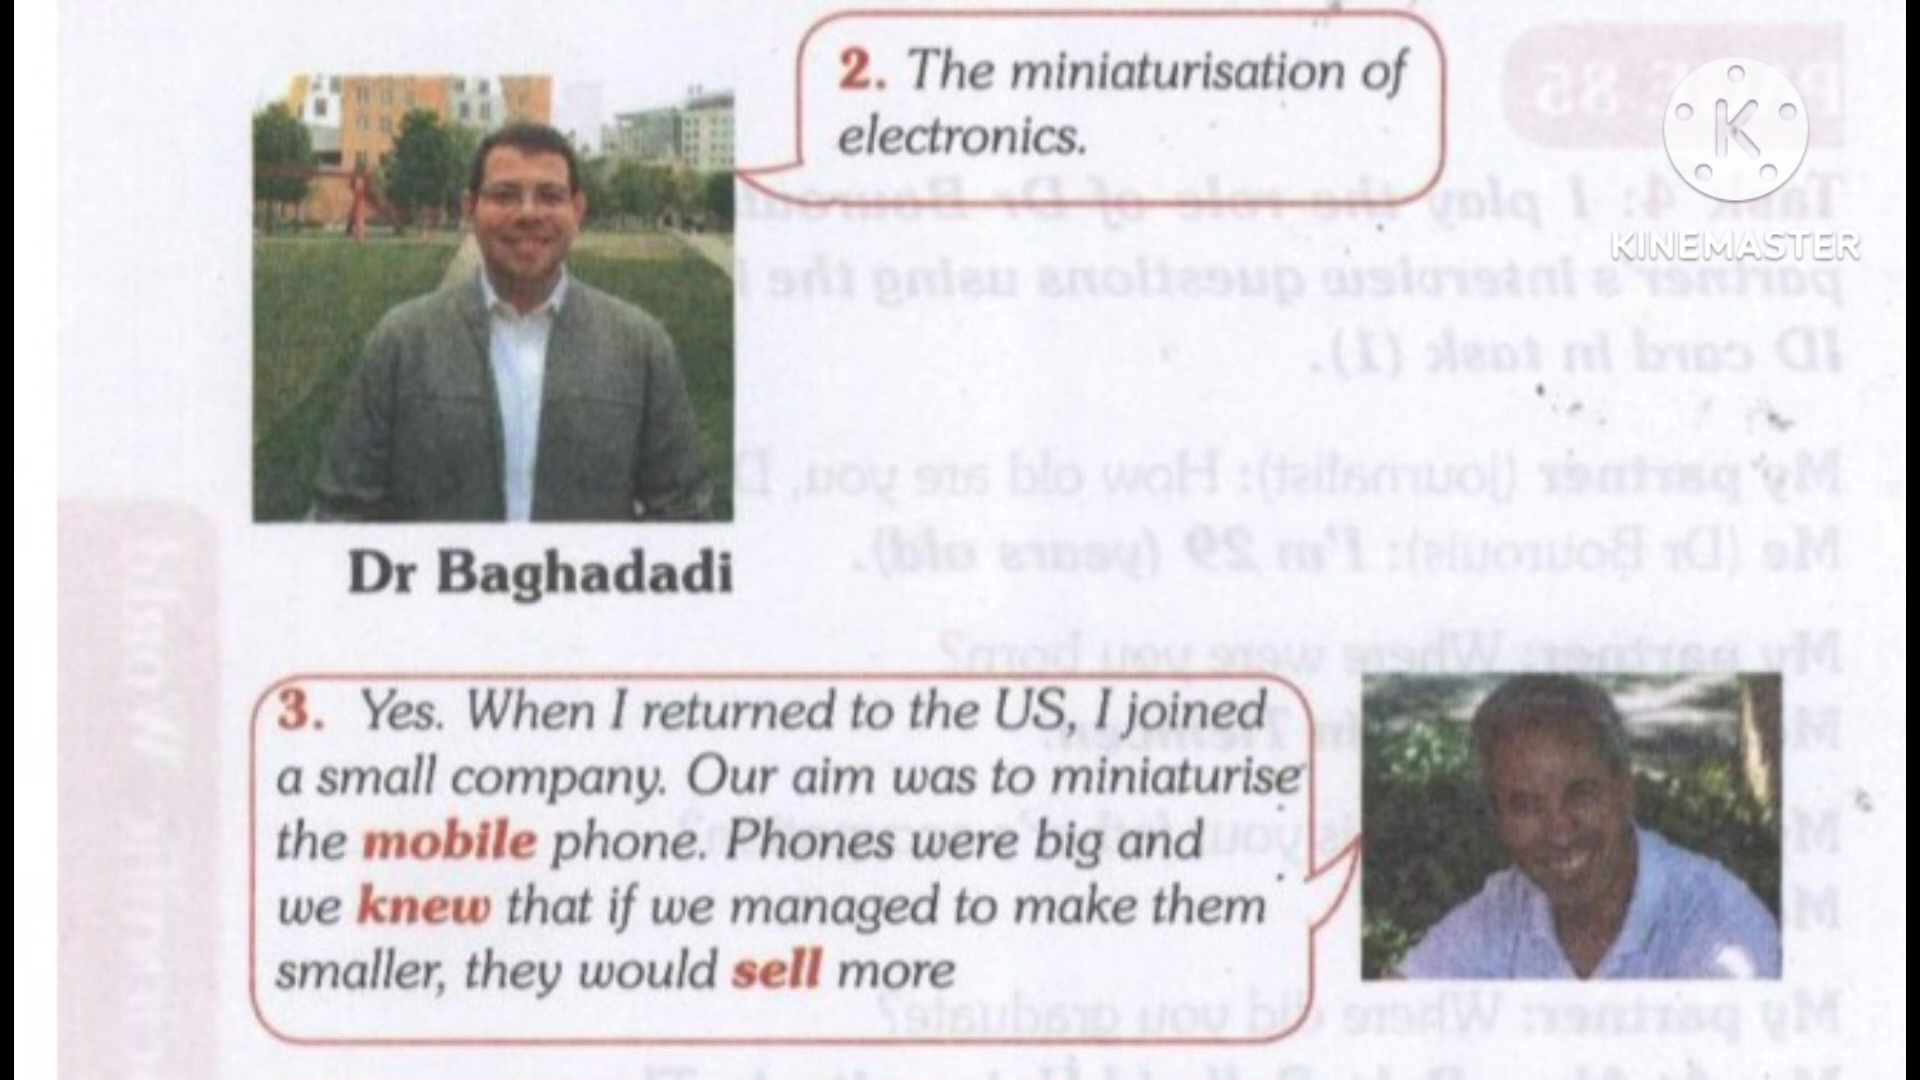 2. The miniaturisation of
electronics.
KINEMASTER
Dr Baghadadi
3. Yes. When I returned to the US, I joined
a small company. Our aim was to miniaturise
the mobile phone. Phones were big and
we knew that if we managed to make them
smaller, they would sell more